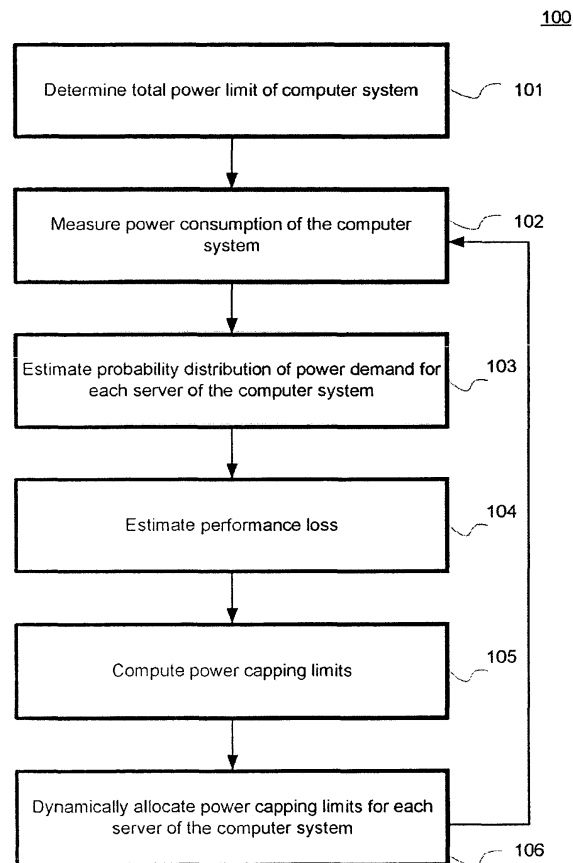 100
Determine total power limit of computer system
101
Measure power consumption of the computer
system
102
Estimate probability distribution of power demand for
each server of the computer system
103
Estimate performance loss
104
Compute power capping limits
105
Dynamically allocate power capping limits for each
server of the computer system
106